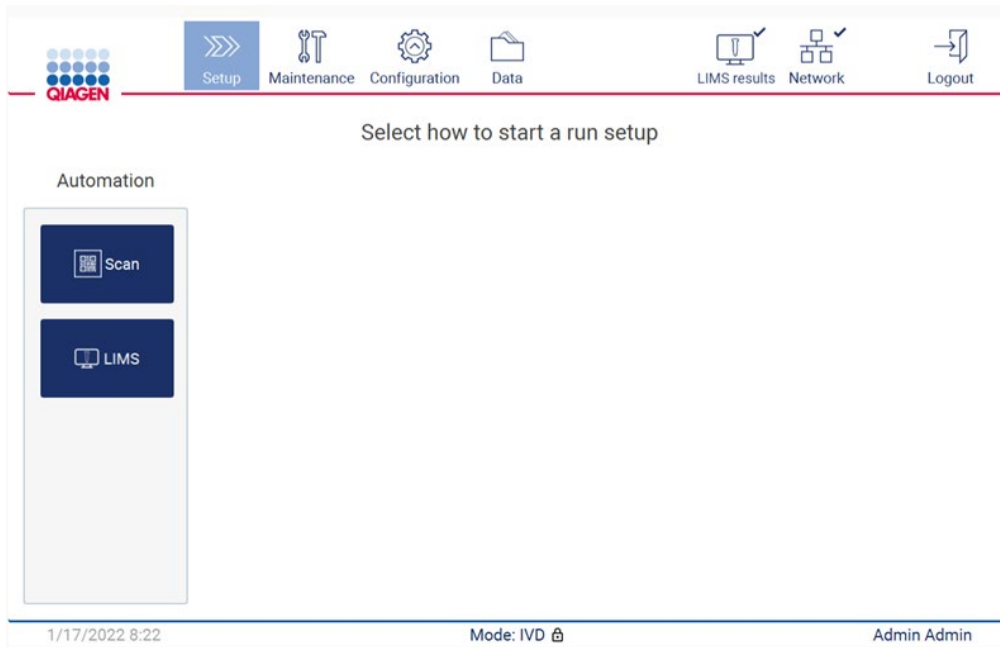 QIAGEN
Setup Maintenance Configuration Data LIMS results Network Logout
Select how to start a run setup
Automation
Scan
LIMS
1/17/2022 8:22 Mode: IVD Admin Admin